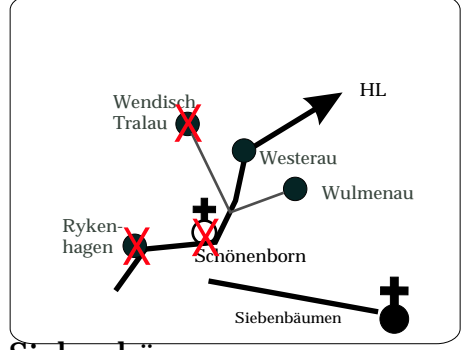 HL
Wendisch
Tralau
Westerau
Wulmenau
Ryken-
hagen
Schönenborn
Siebenbäumen